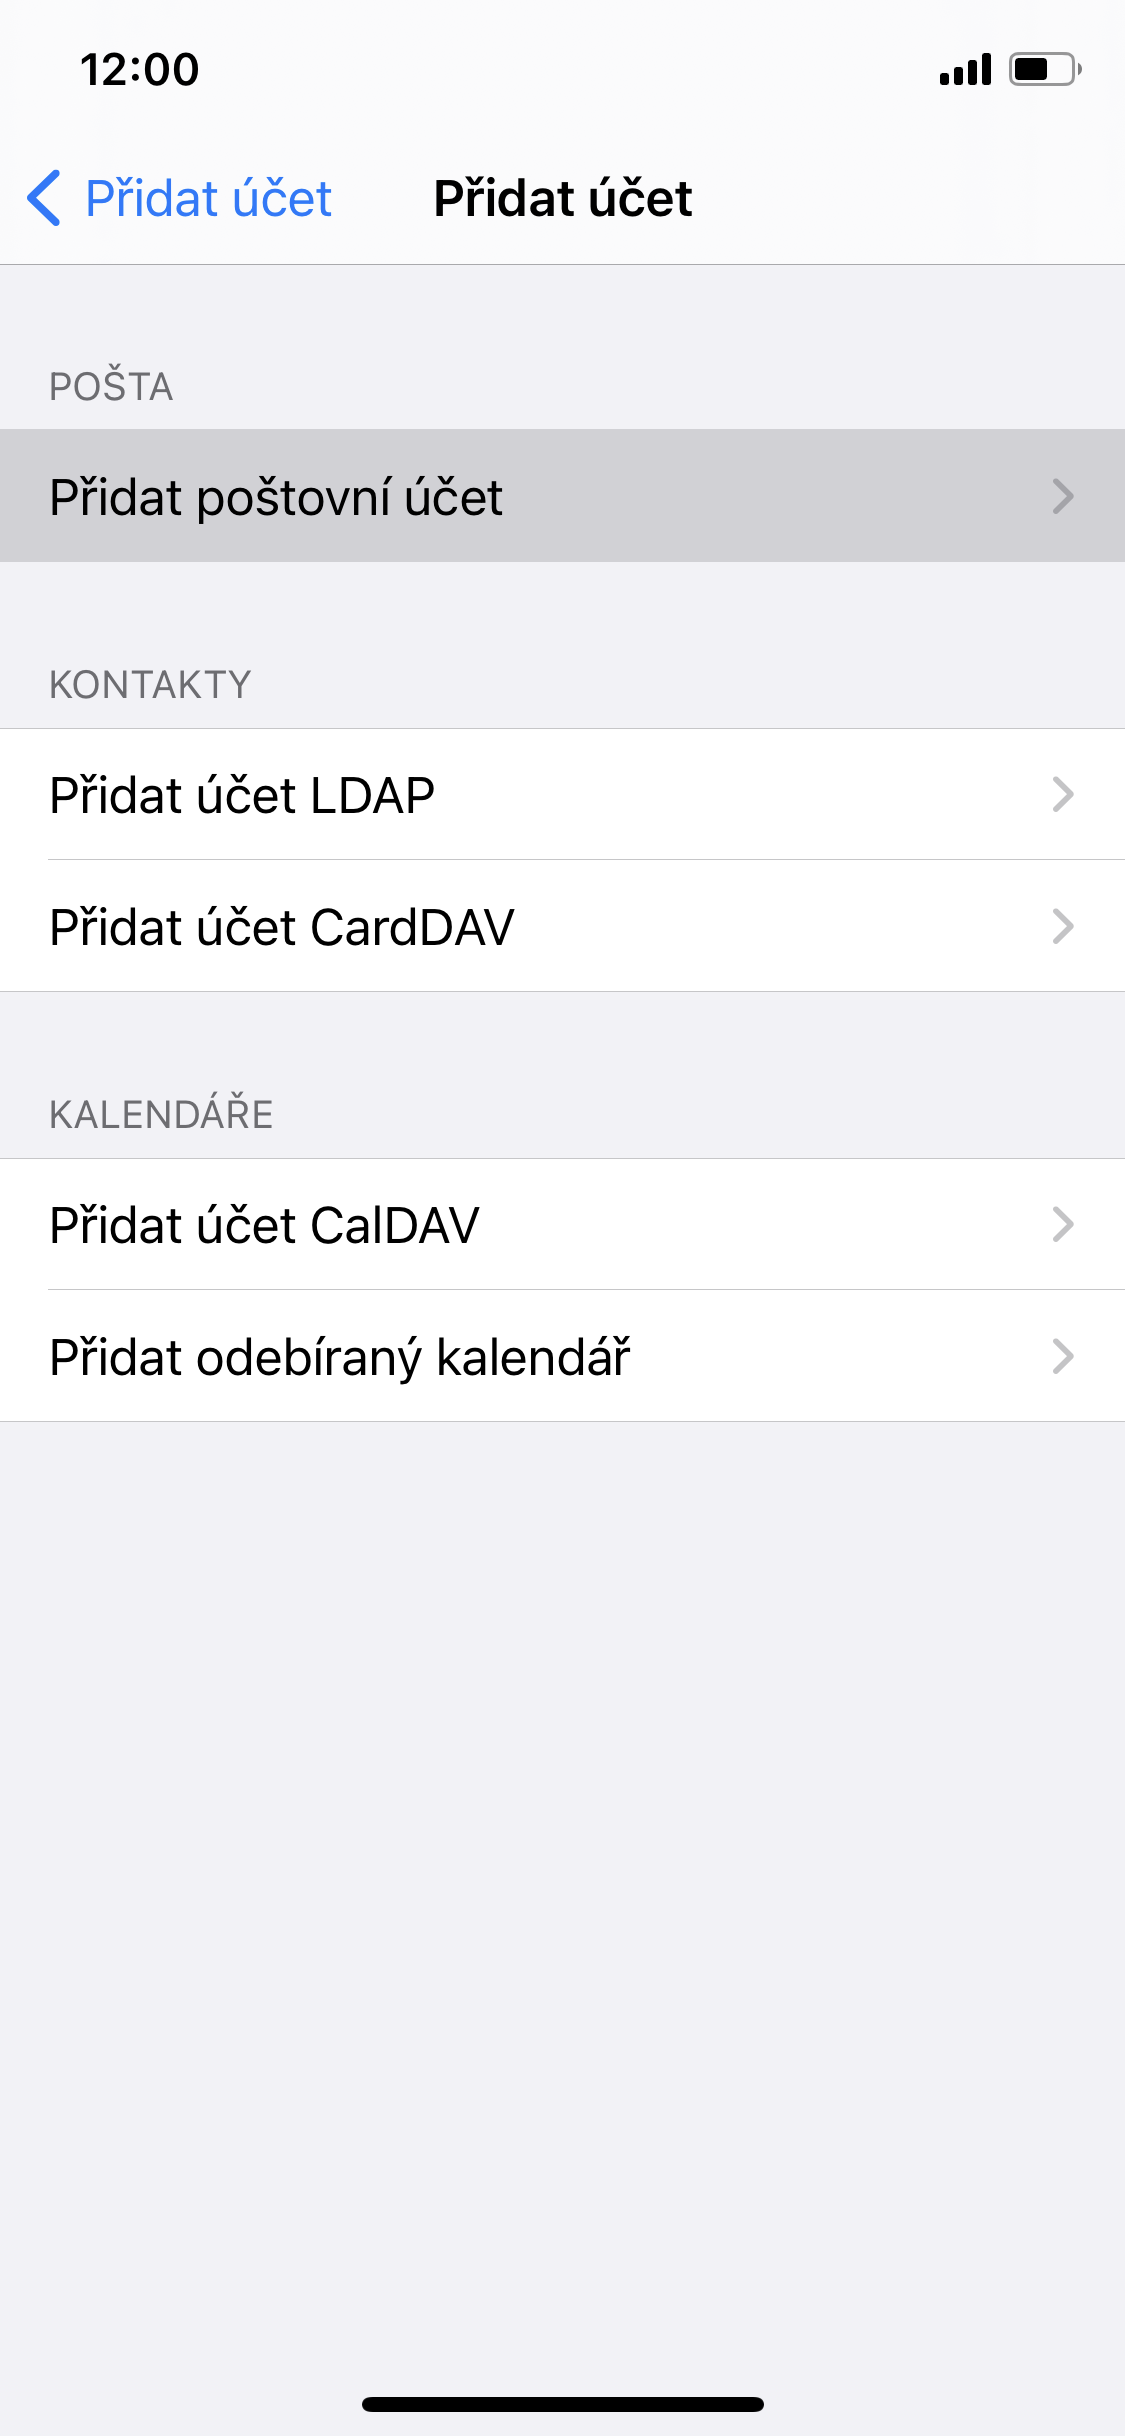 12:00
Přidat účet
Přidat účet
POŠTA
Přidat poštovní účet
KONTAKTY
Přidat účet LDAP
Přidat účet CardDAV
KALENDÁŘE
Přidat účet CalDAV
Přidat odebíraný kalendář